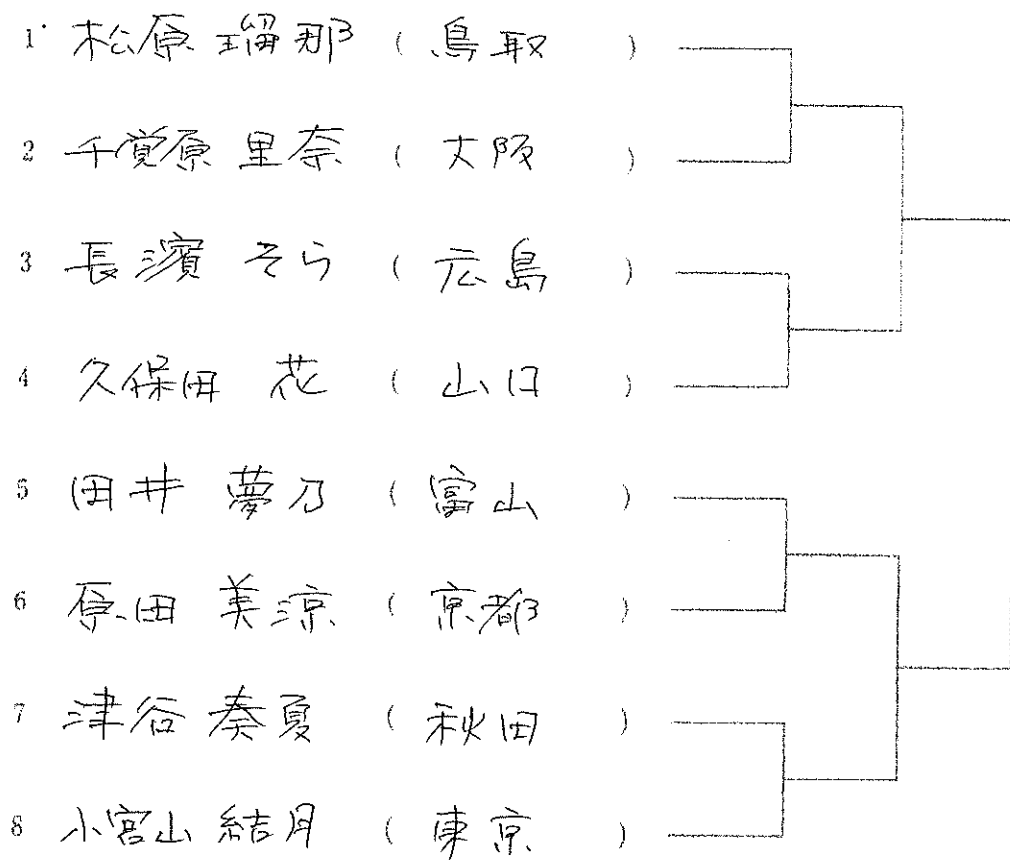 1 松原 瑠那 ( 鳥取 )
2 千覚原 里奈 ( 大阪 )
3 長濱 そら ( 広島 )
4 久保田 花 ( 山口 )
5 田井 夢乃 ( 富山 )
6 原田 美涼 ( 京都 )
7 津谷 奏夏 ( 秋田 )
8 小宮山 結月 ( 東京 )